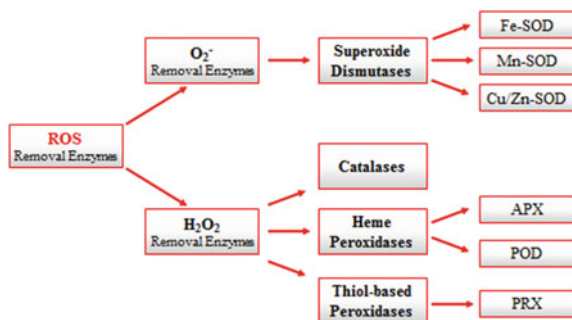 ROS
Removal Enzymes
O₂⁻
Removal Enzymes
Superoxide
Dismutases
Fe-SOD
Mn-SOD
Cu/Zn-SOD
H₂O₂
Removal Enzymes
Catalases
Heme
Peroxidases
APX
POD
Thiol-based
Peroxidases
PRX